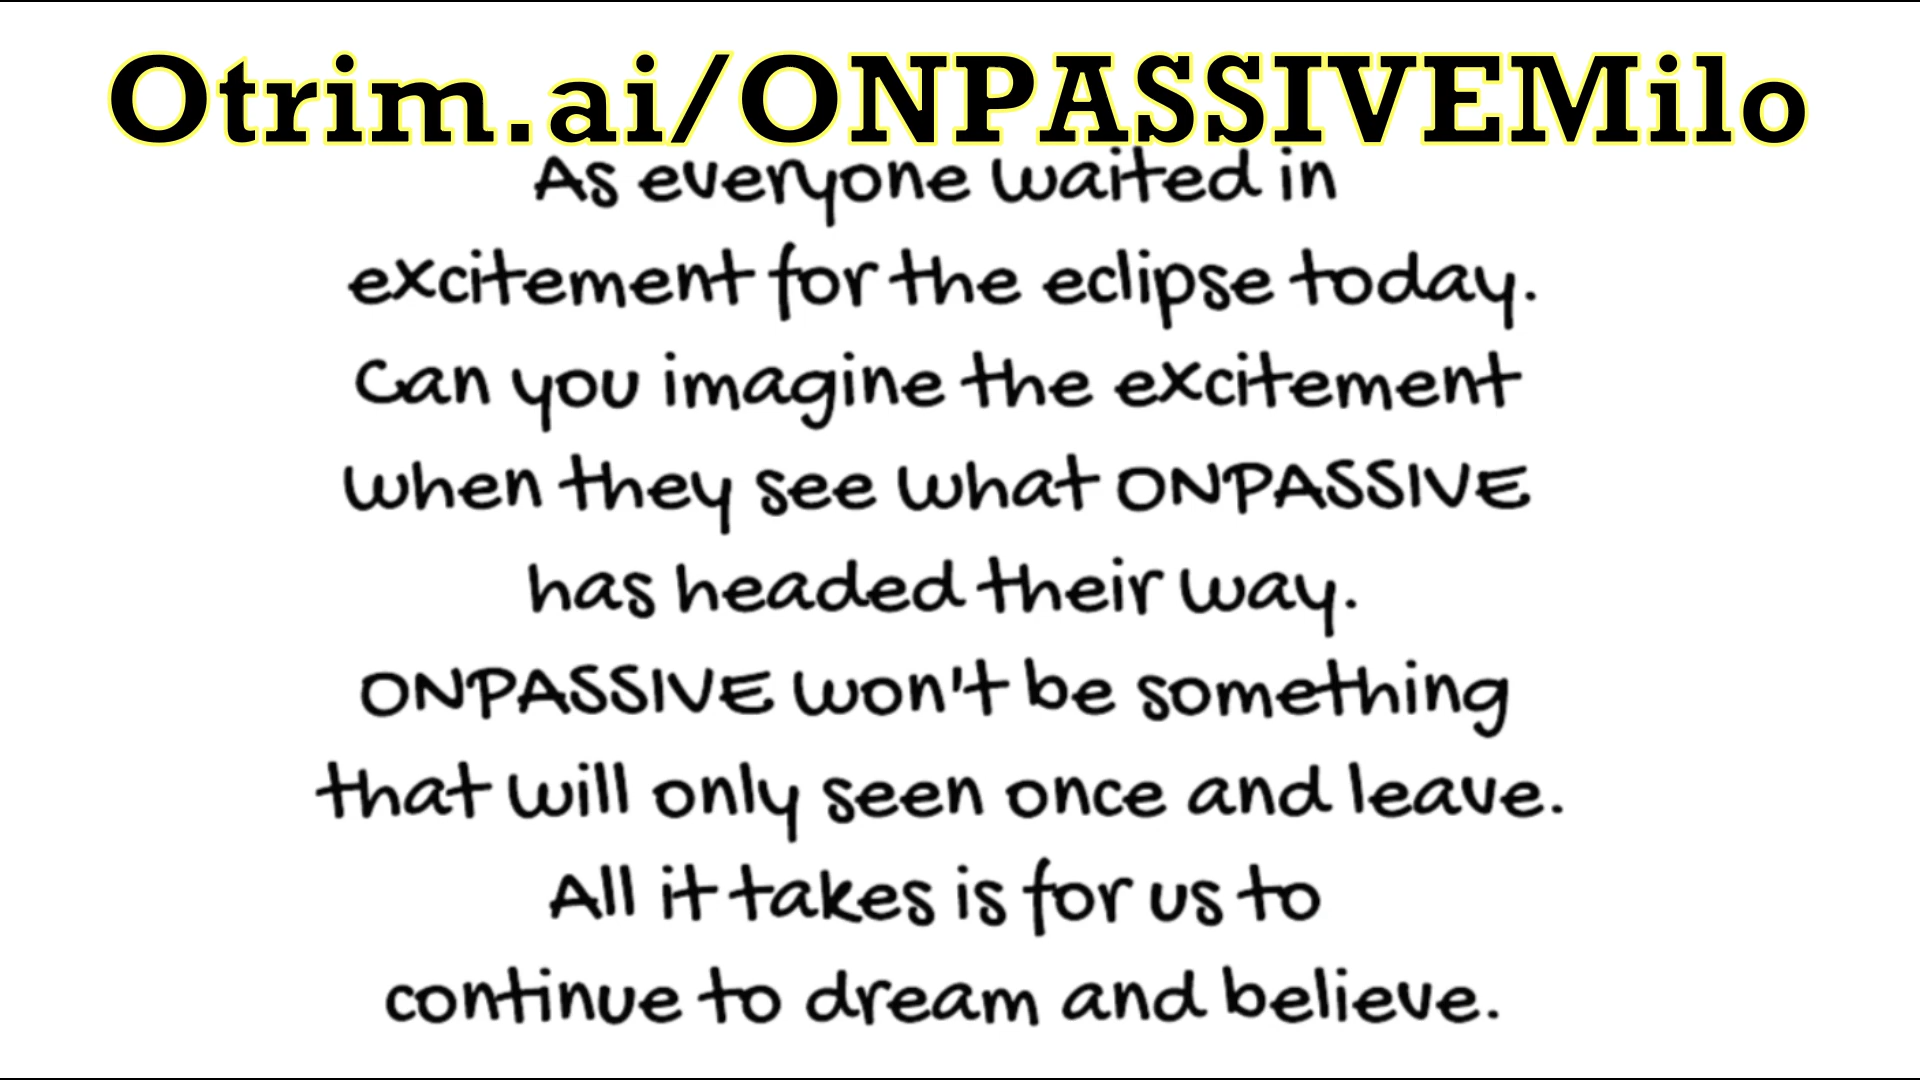 Otrim.ai/ONPASSIVEMilo
As everyone waited in
excitement for the eclipse today.
Can you imagine the excitement
when they see what ONPASSIVE
has headed their way.
ONPASSIVE won't be something
that will only seen once and leave.
All it takes is for us to
continue to dream and believe.